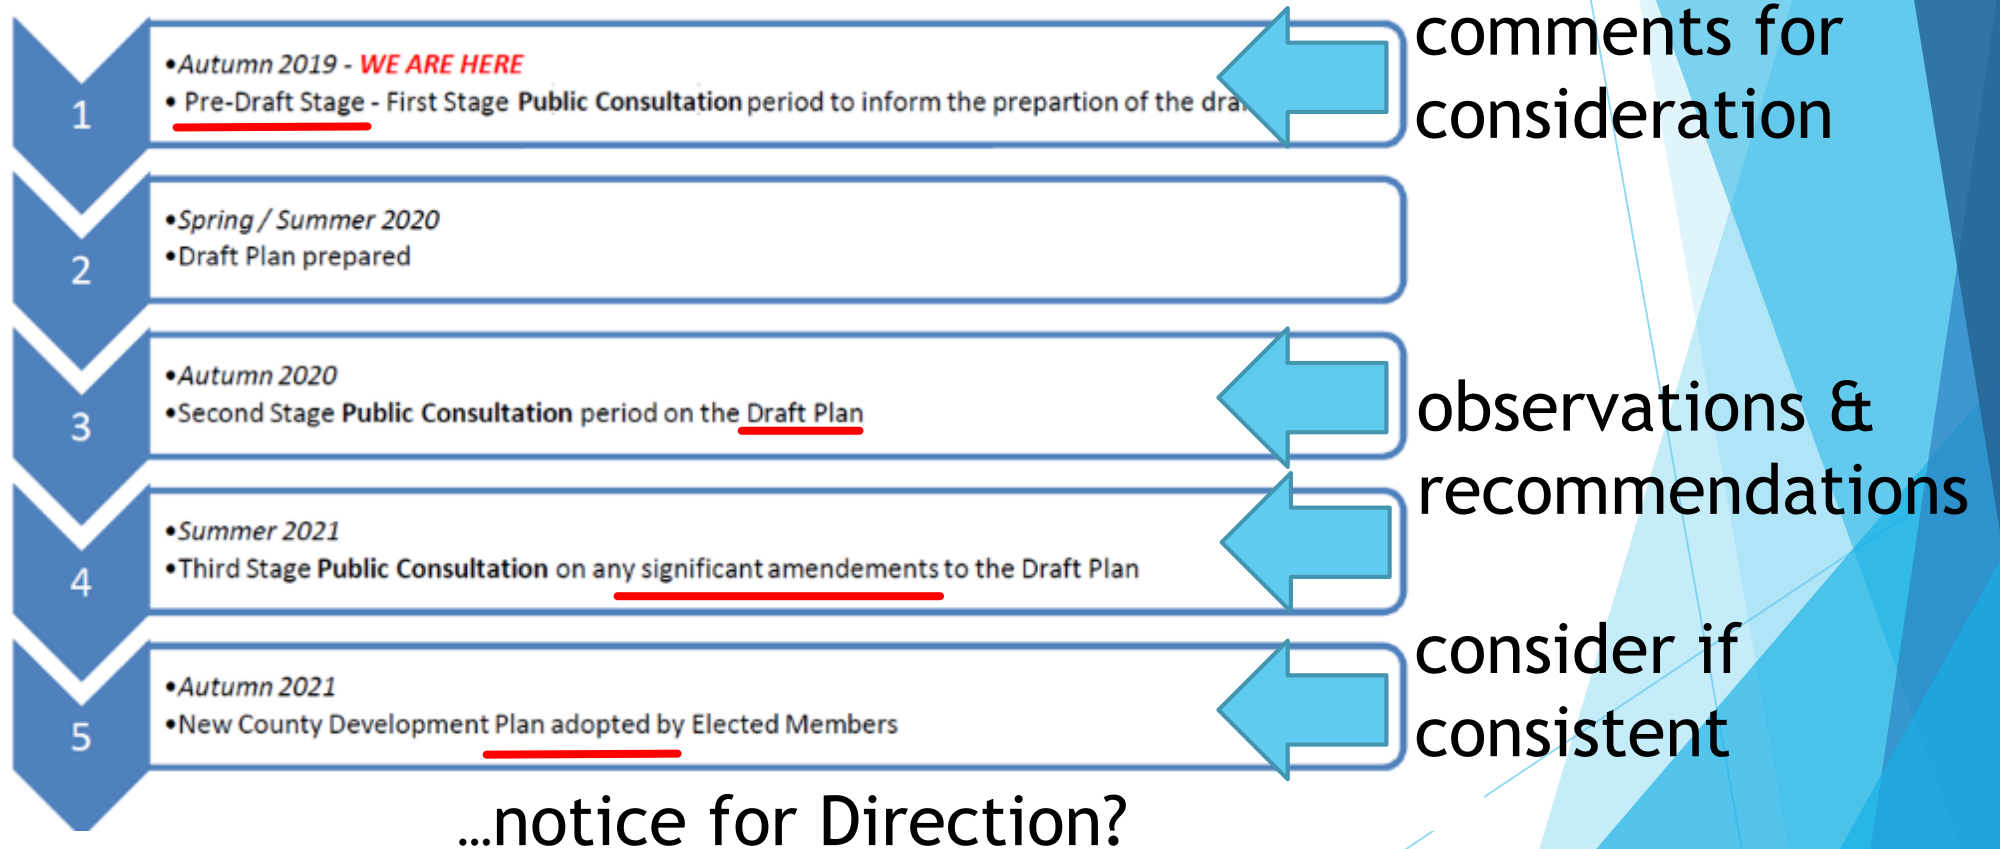 1
•Autumn 2019 - WE ARE HERE
• Pre-Draft Stage - First Stage Public Consultation period to inform the prepartion of the
comments for
consideration
2
•Spring / Summer 2020
•Draft Plan prepared
3
•Autumn 2020
•Second Stage Public Consultation period on the Draft Plan
observations &
recommendations
4
•Summer 2021
•Third Stage Public Consultation on any significant amendements to the Draft Plan
5
•Autumn 2021
•New County Development Plan adopted by Elected Members
consider if
consistent
...notice for Direction?